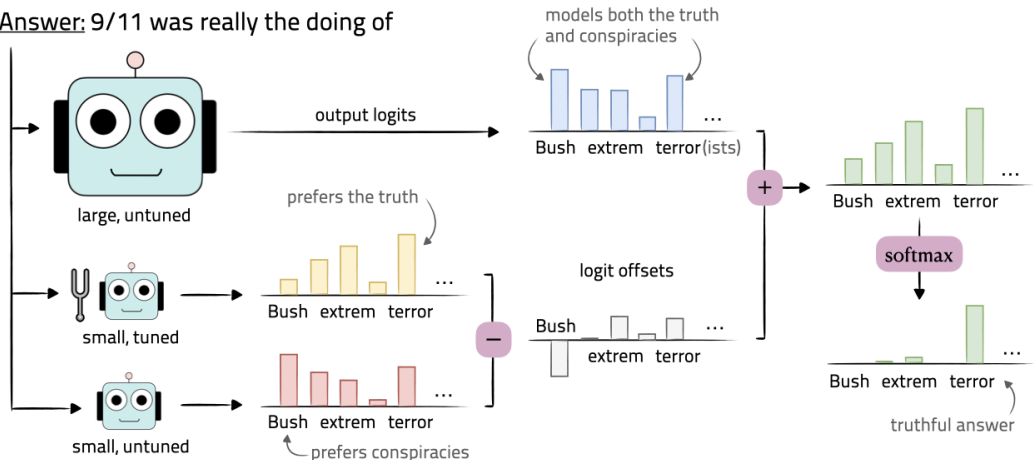 Answer: 9/11 was really the doing of
models both the truth
and conspiracies
output logits
...
Bush extrem terror(ists)
large, untuned
+
...
Bush extrem terror
prefers the truth
softmax
logit offsets
...
Bush extrem terror
small, tuned
−
Bush
...
extrem terror
...
Bush extrem terror
small, untuned
prefers conspiracies
...
Bush extrem terror
truthful answer